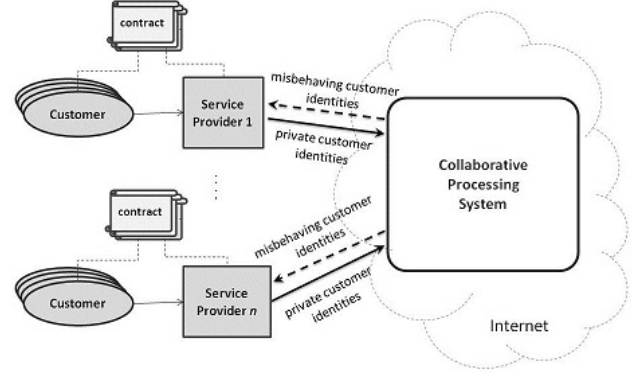 contract
Customer
Service
Provider 1
misbehaving customer
identities
private customer
identities
Collaborative
Processing
System
contract
Customer
Service
Provider n
misbehaving customer
identities
private customer
identities
Internet